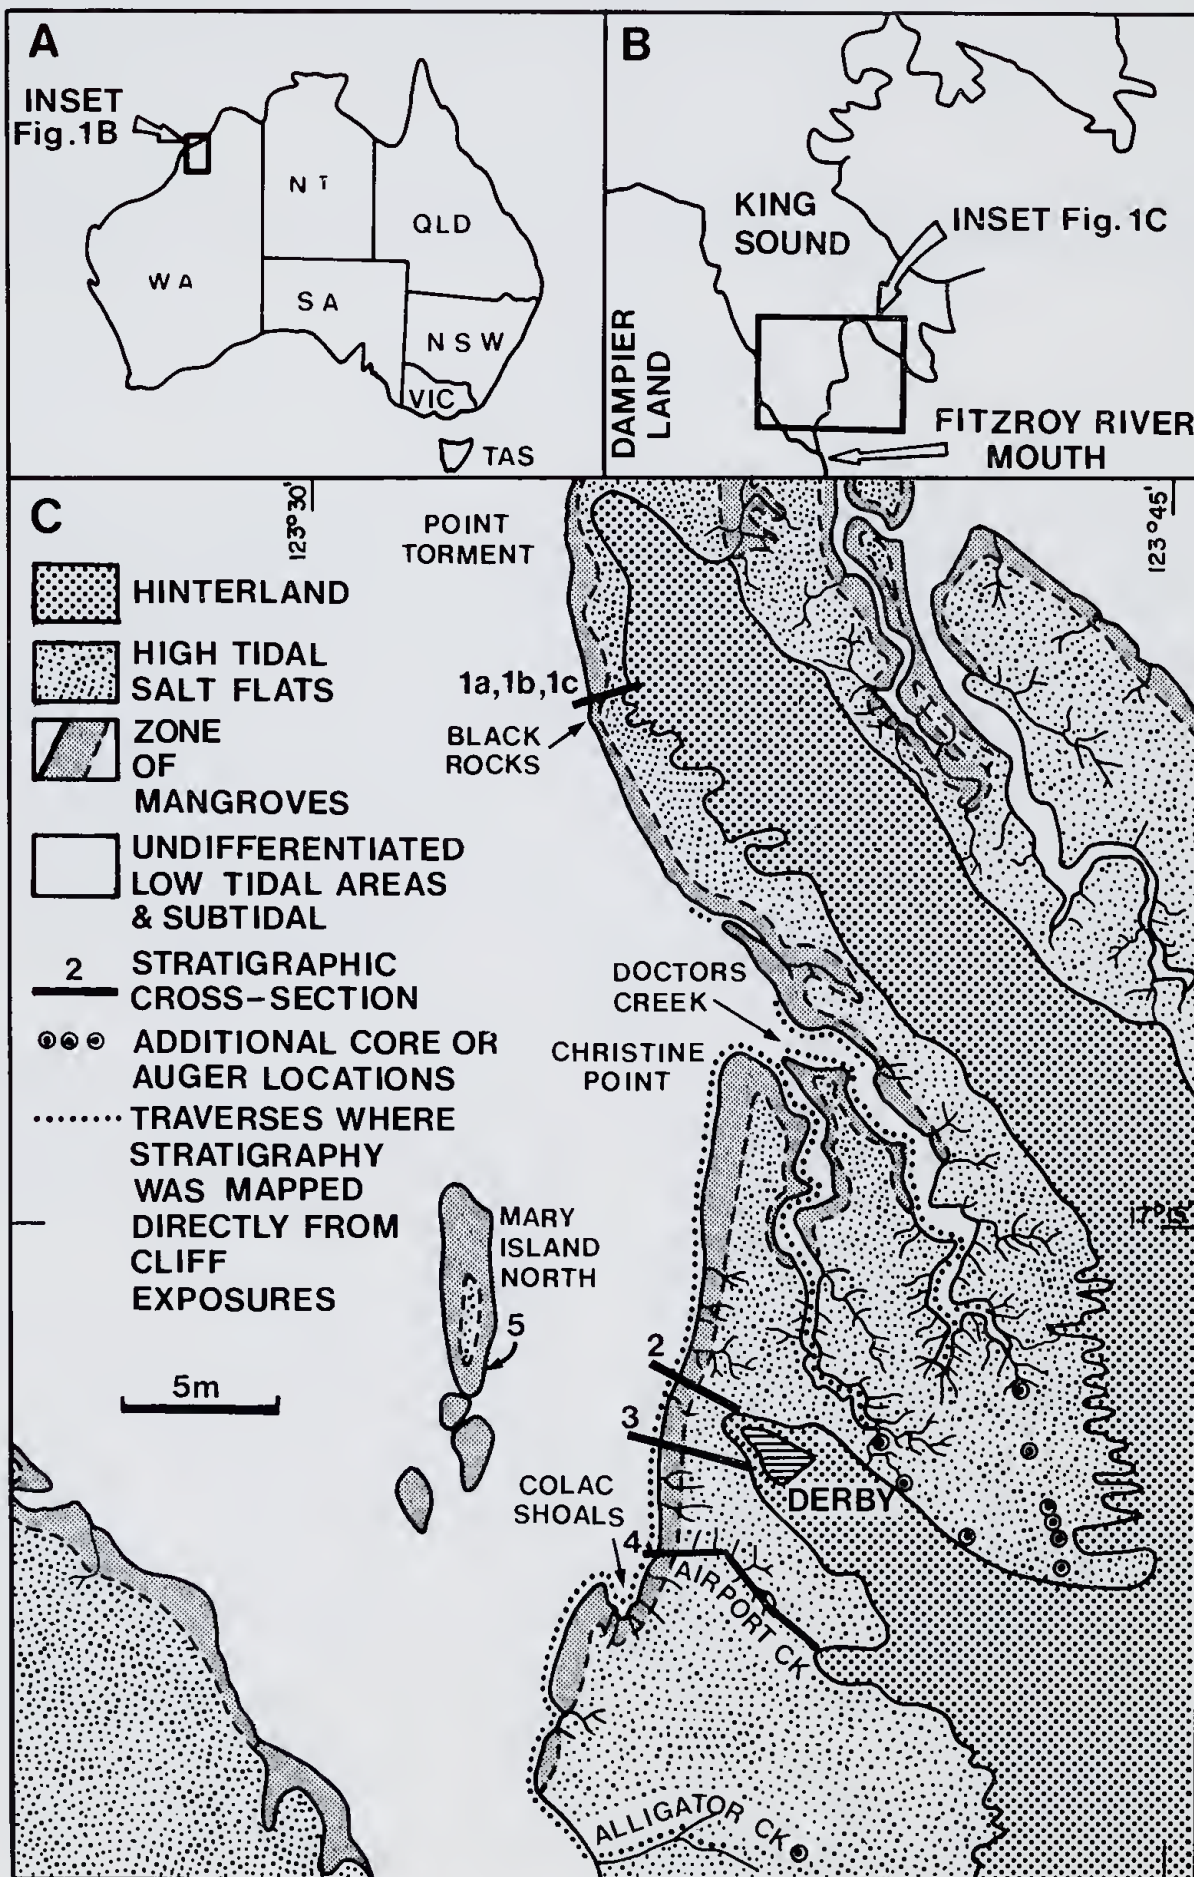 A
INSET
Fig.1B
NT
QLD
WA
SA
NSW
VIC
TAS
B
KING
SOUND
INSET Fig. 1C
DAMPIER
LAND
FITZROY RIVER
MOUTH
C
123°30'
POINT
TORMENT
123°45'
HINTERLAND
HIGH TIDAL
SALT FLATS
1a,1b,1c
BLACK
ROCKS
ZONE
OF
MANGROVES
UNDIFFERENTIATED
LOW TIDAL AREAS
& SUBTIDAL
2
STRATIGRAPHIC
CROSS-SECTION
DOCTORS
CREEK
ADDITIONAL CORE OR
AUGER LOCATIONS
CHRISTINE
POINT
TRAVERSES WHERE
STRATIGRAPHY
WAS MAPPED
DIRECTLY FROM
CLIFF
EXPOSURES
MARY
ISLAND
NORTH
5
5m
2
3
COLAC
SHOALS
DERBY
4
AIRPORT CK
ALLIGATOR CK